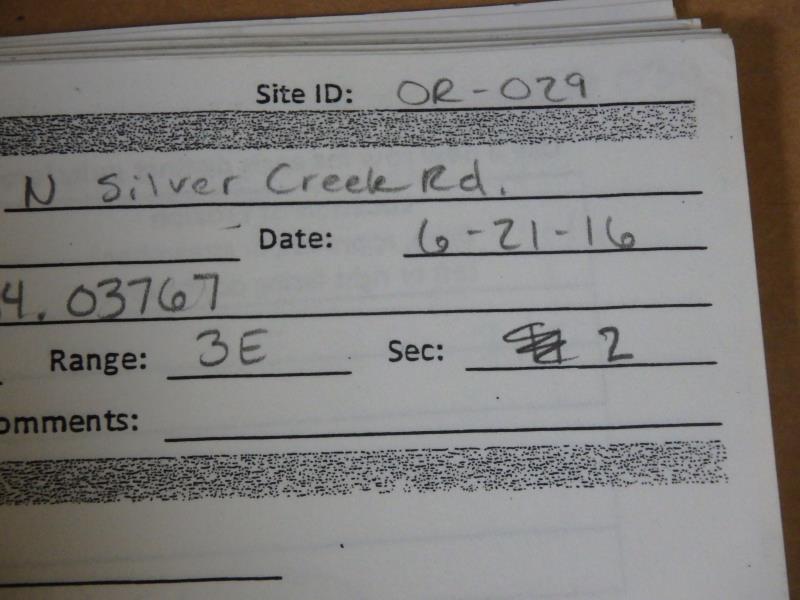 Site ID: OR-029
N Silver Creek Rd.
Date: 6-21-16
4.03767
Range: 3E Sec: 2
omments: